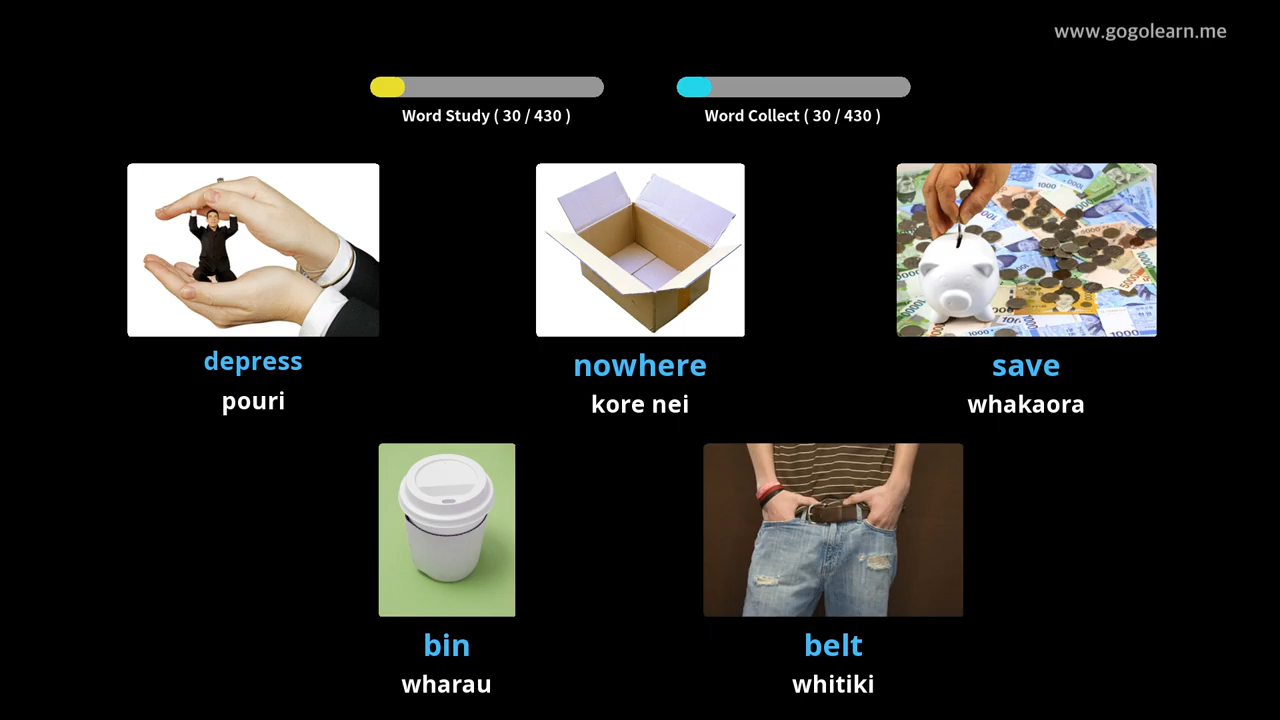 www.gogolearn.me
Word Study ( 30 / 430 )
Word Collect ( 30 / 430 )
depress
pouri
nowhere
kore nei
save
whakaora
bin
wharau
belt
whitiki